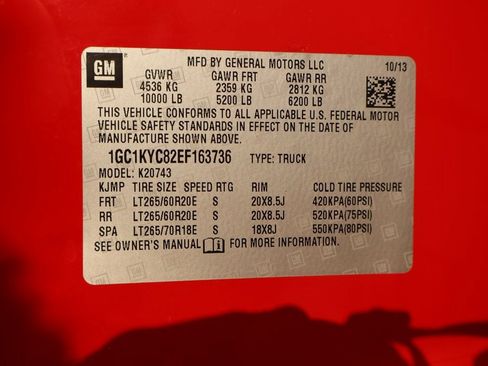 GM
MFD BY GENERAL MOTORS LLC 10/13
GVWR GAWR FRT GAWR RR
4536 KG 2359 KG 2812 KG
10000 LB 5200 LB 6200 LB
THIS VEHICLE CONFORMS TO ALL APPLICABLE U.S. FEDERAL MOTOR
VEHICLE SAFETY STANDARDS IN EFFECT ON THE DATE OF
MANUFACTURE SHOWN ABOVE.
1GC1KYC82EF163736 TYPE: TRUCK
MODEL: K20743
KJMP TIRE SIZE SPEED RTG RIM COLD TIRE PRESSURE
FRT LT265/60R20E S 20X8.5J 420KPA(60PSI)
RR LT265/60R20E S 20X8.5J 520KPA(75PSI)
SPA LT265/70R18E S 18X8J 550KPA(80PSI)
SEE OWNER'S MANUAL FOR MORE INFORMATION.